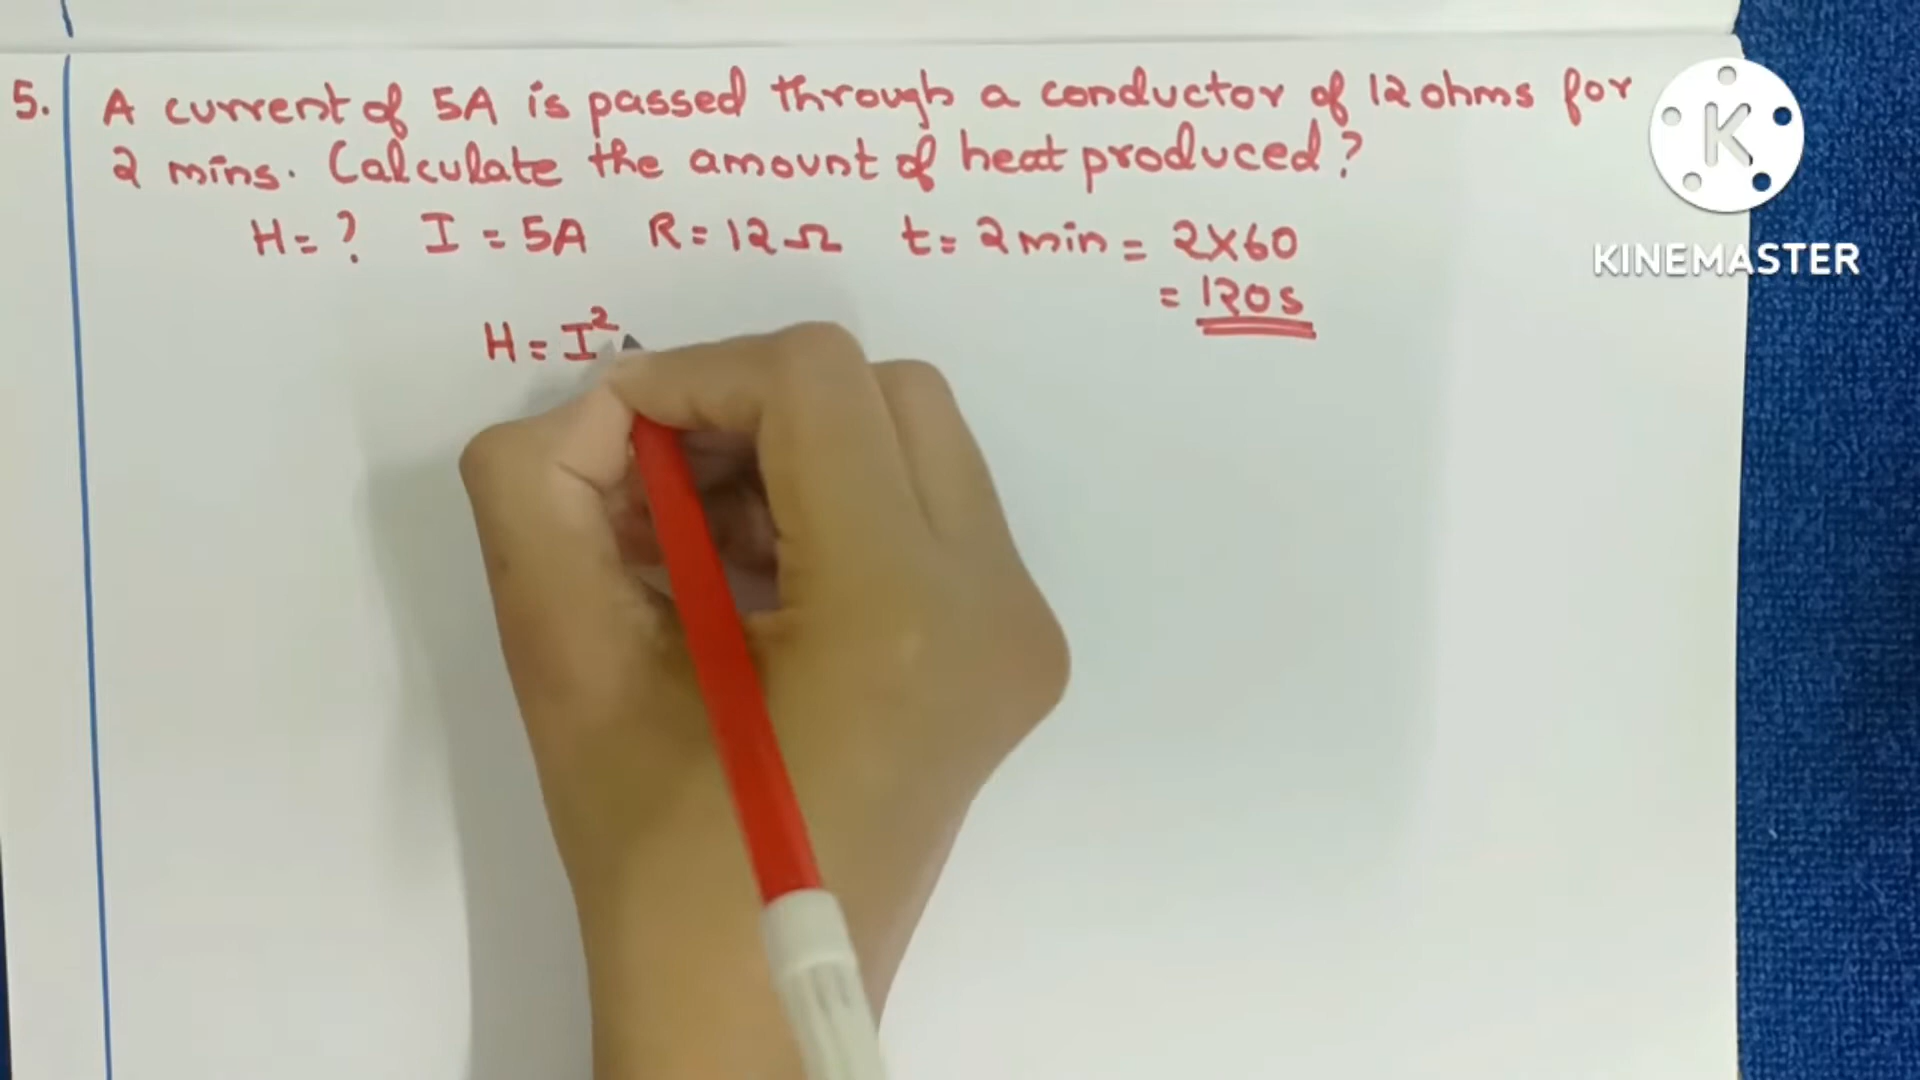 5. A current of 5A is passed through a conductor of 12 ohms for
2 mins. Calculate the amount of heat produced?
H = ? I = 5A R = 12 Ω t = 2 min = 2X60
= 120s
H = I²
K
KINEMASTER